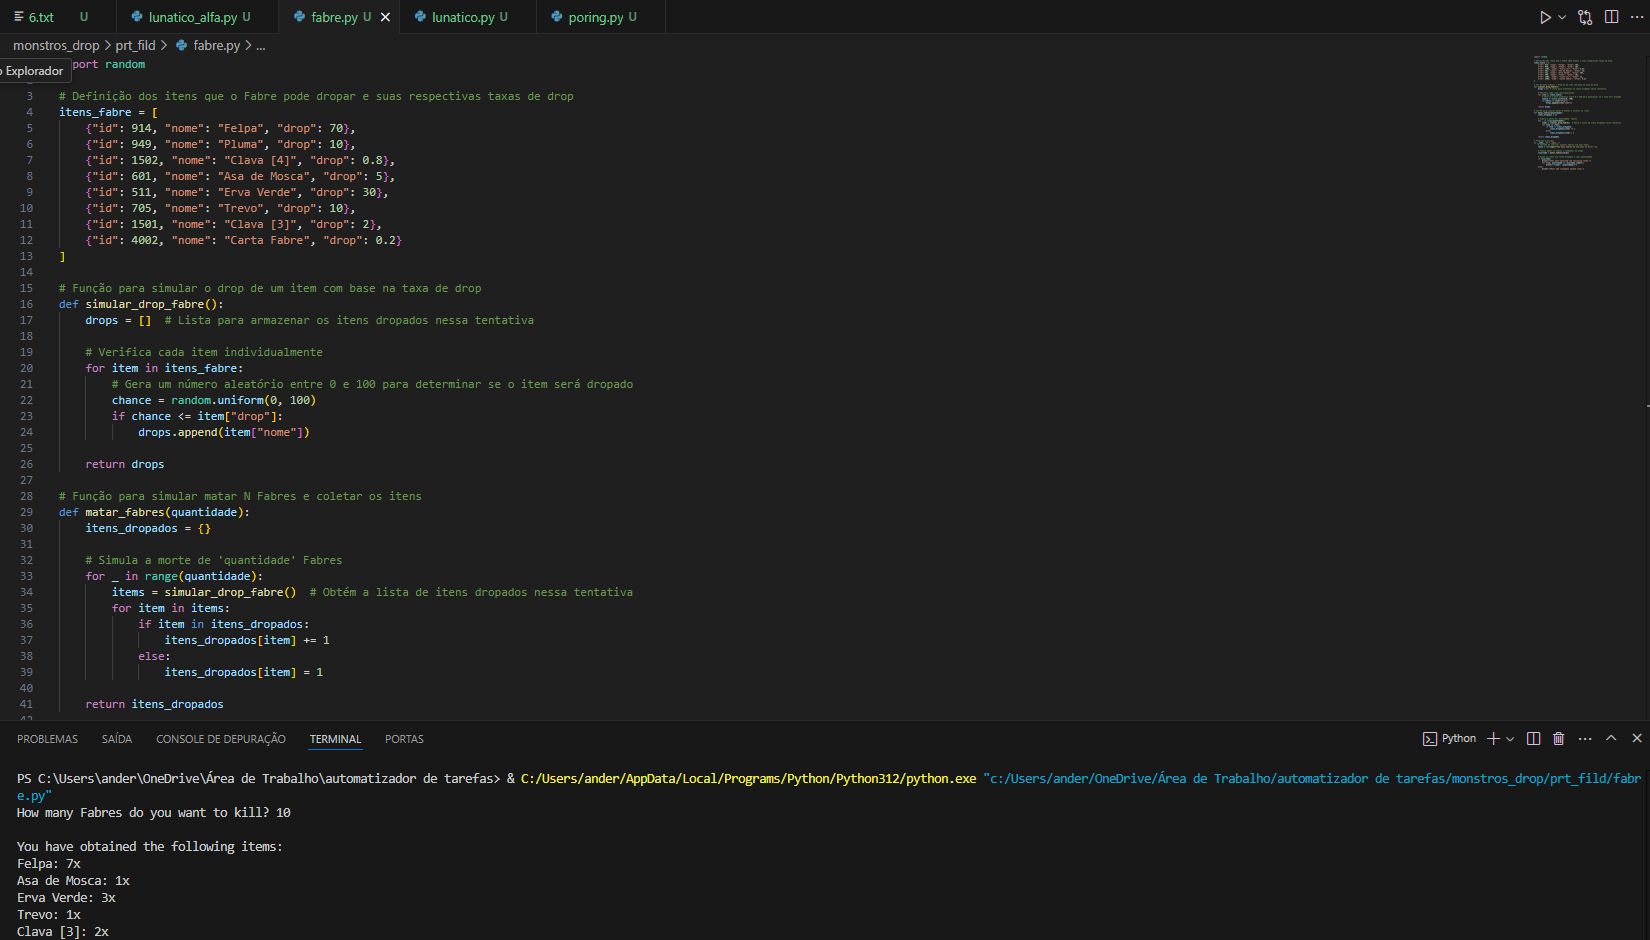 6.txt U lunatico_alfa.py U fabre.py U lunatico.py U poring.py U
monstros_drop > prt_fild > fabre.py > ...
o Explorador
port random
3 # Definição dos itens que o Fabre pode dropar e suas respectivas taxas de drop
4 itens_fabre = [
5 {"id": 914, "nome": "Felpa", "drop": 70},
6 {"id": 949, "nome": "Pluma", "drop": 10},
7 {"id": 1502, "nome": "Clava [4]", "drop": 0.8},
8 {"id": 601, "nome": "Asa de Mosca", "drop": 5},
9 {"id": 511, "nome": "Erva Verde", "drop": 30},
10 {"id": 705, "nome": "Trevo", "drop": 10},
11 {"id": 1501, "nome": "Clava [3]", "drop": 2},
12 {"id": 4002, "nome": "Carta Fabre", "drop": 0.2}
13 ]
14
15 # Função para simular o drop de um item com base na taxa de drop
16 def simular_drop_fabre():
17 drops = [] # Lista para armazenar os itens dropados nessa tentativa
18
19 # Verifica cada item individualmente
20 for item in itens_fabre:
21 # Gera um número aleatório entre 0 e 100 para determinar se o item será dropado
22 chance = random.uniform(0, 100)
23 if chance <= item["drop"]:
24 drops.append(item["nome"])
25
26 return drops
27
28 # Função para simular matar N Fabres e coletar os itens
29 def matar_fabres(quantidade):
30 itens_dropados = {}
31
32 # Simula a morte de 'quantidade' Fabres
33 for _ in range(quantidade):
34 items = simular_drop_fabre() # Obtém a lista de itens dropados nessa tentativa
35 for item in items:
36 if item in itens_dropados:
37 itens_dropados[item] += 1
38 else:
39 itens_dropados[item] = 1
40
41 return itens_dropados
42
PROBLEMAS SAÍDA CONSOLE DE DEPURAÇÃO TERMINAL PORTAS Python
PS C:\Users\ander\OneDrive\Área de Trabalho\automatizador de tarefas> & C:/Users/ander/AppData/Local/Programs/Python/Python312/python.exe "c:/Users/ander/OneDrive/Área de Trabalho/automatizador de tarefas/monstros_drop/prt_fild/fabr
e.py"
How many Fabres do you want to kill? 10
You have obtained the following items:
Felpa: 7x
Asa de Mosca: 1x
Erva Verde: 3x
Trevo: 1x
Clava [3]: 2x